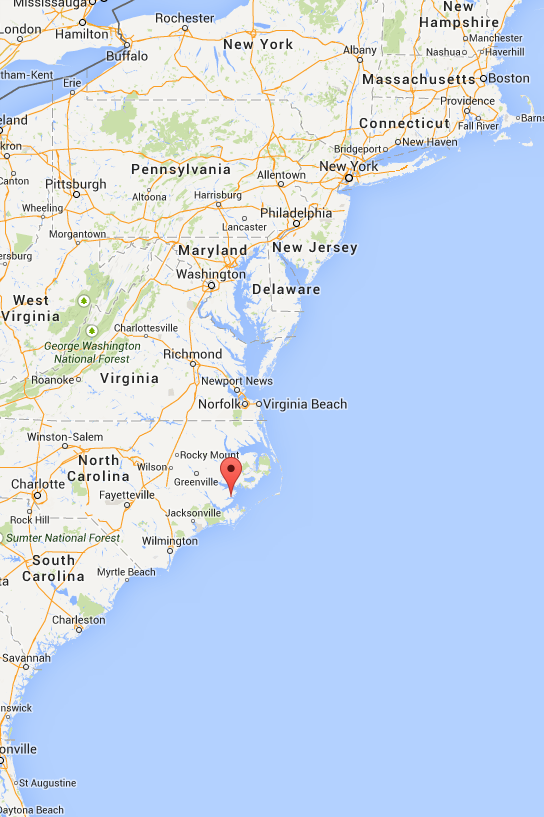 Mississauga
Rochester
New
Hampshire
London
Hamilton
New York
Manchester
Buffalo
Albany
Nashua
Haverhill
tham-Kent
Erie
Massachusetts
Boston
Providence
eland
Connecticut
Fall River
Barns
kron
New Haven
Bridgeport
Pennsylvania
New York
Canton
Pittsburgh
Allentown
Altoona
Harrisburg
Wheeling
Philadelphia
Lancaster
Morgantown
Maryland
New Jersey
ersburg
Washington
Delaware
West
Virginia
Charlottesville
George Washington
National Forest
Richmond
Roanoke
Virginia
Newport News
Norfolk
Virginia Beach
Winston-Salem
Rocky Mount
North
Carolina
Wilson
Greenville
Charlotte
Fayetteville
Rock Hill
Jacksonville
Sumter National Forest
Wilmington
South
Carolina
ta
Myrtle Beach
Charleston
Savannah
nswick
onville
St Augustine
Daytona Beach